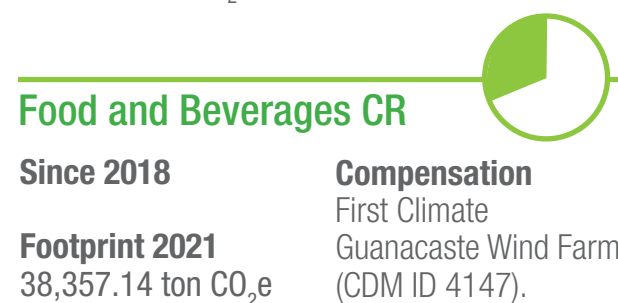 2
Food and Beverages CR
Since 2018
Footprint 2021
38,357.14 ton CO₂e
Compensation
First Climate
Guanacaste Wind Farm
(CDM ID 4147).